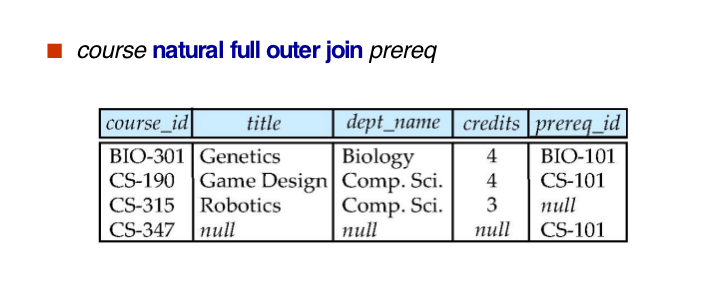 course natural full outer join prereq
course_id title dept_name credits prereq_id
BIO-301 Genetics Biology 4 BIO-101
CS-190 Game Design Comp. Sci. 4 CS-101
CS-315 Robotics Comp. Sci. 3 null
CS-347 null null null CS-101